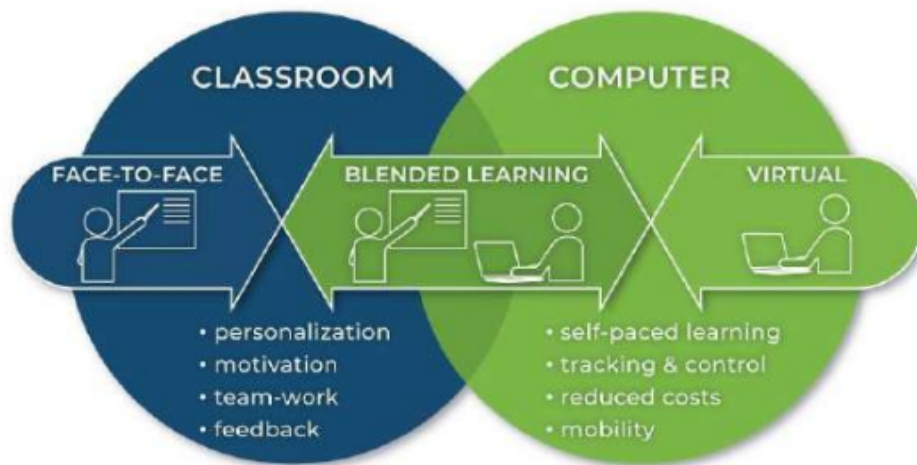 CLASSROOM
COMPUTER
FACE-TO-FACE
BLENDED LEARNING
VIRTUAL
• personalization
• motivation
• team-work
• feedback
• self-paced learning
• tracking & control
• reduced costs
• mobility